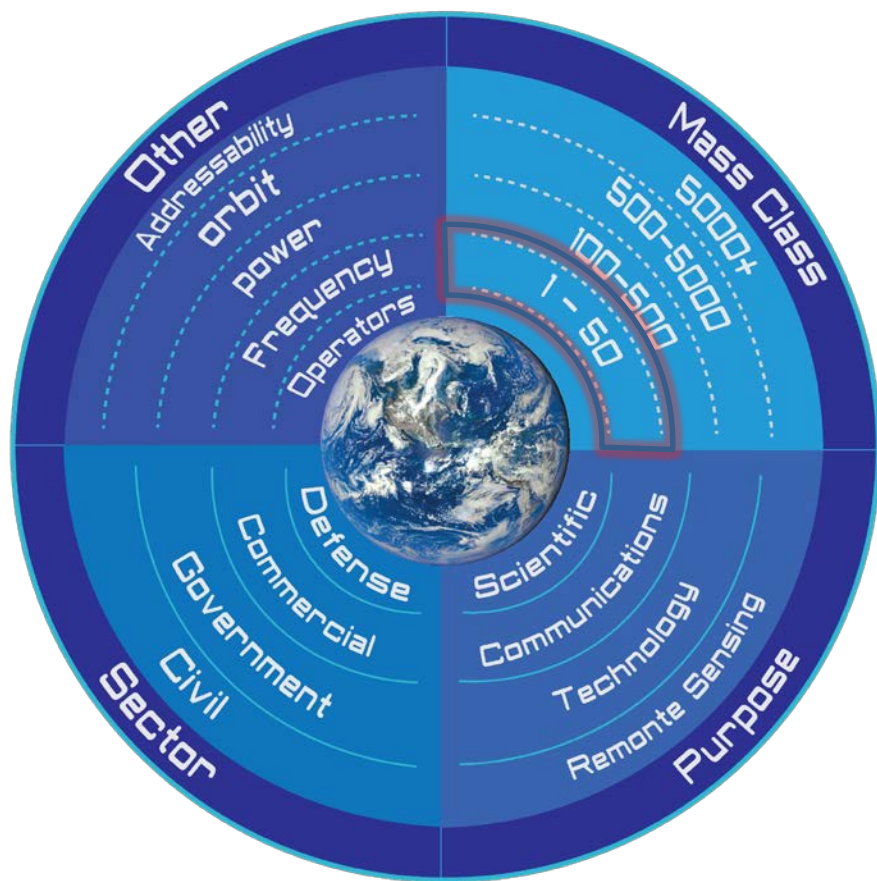 Other
Addressability
orbit
power
Frequency
Operators
Mass Class
5000+
500-5000
100-500
1 - 50
Sector
Defense
Commercial
Government
Civil
Purpose
Scientific
Communications
Technology
Remonte Sensing